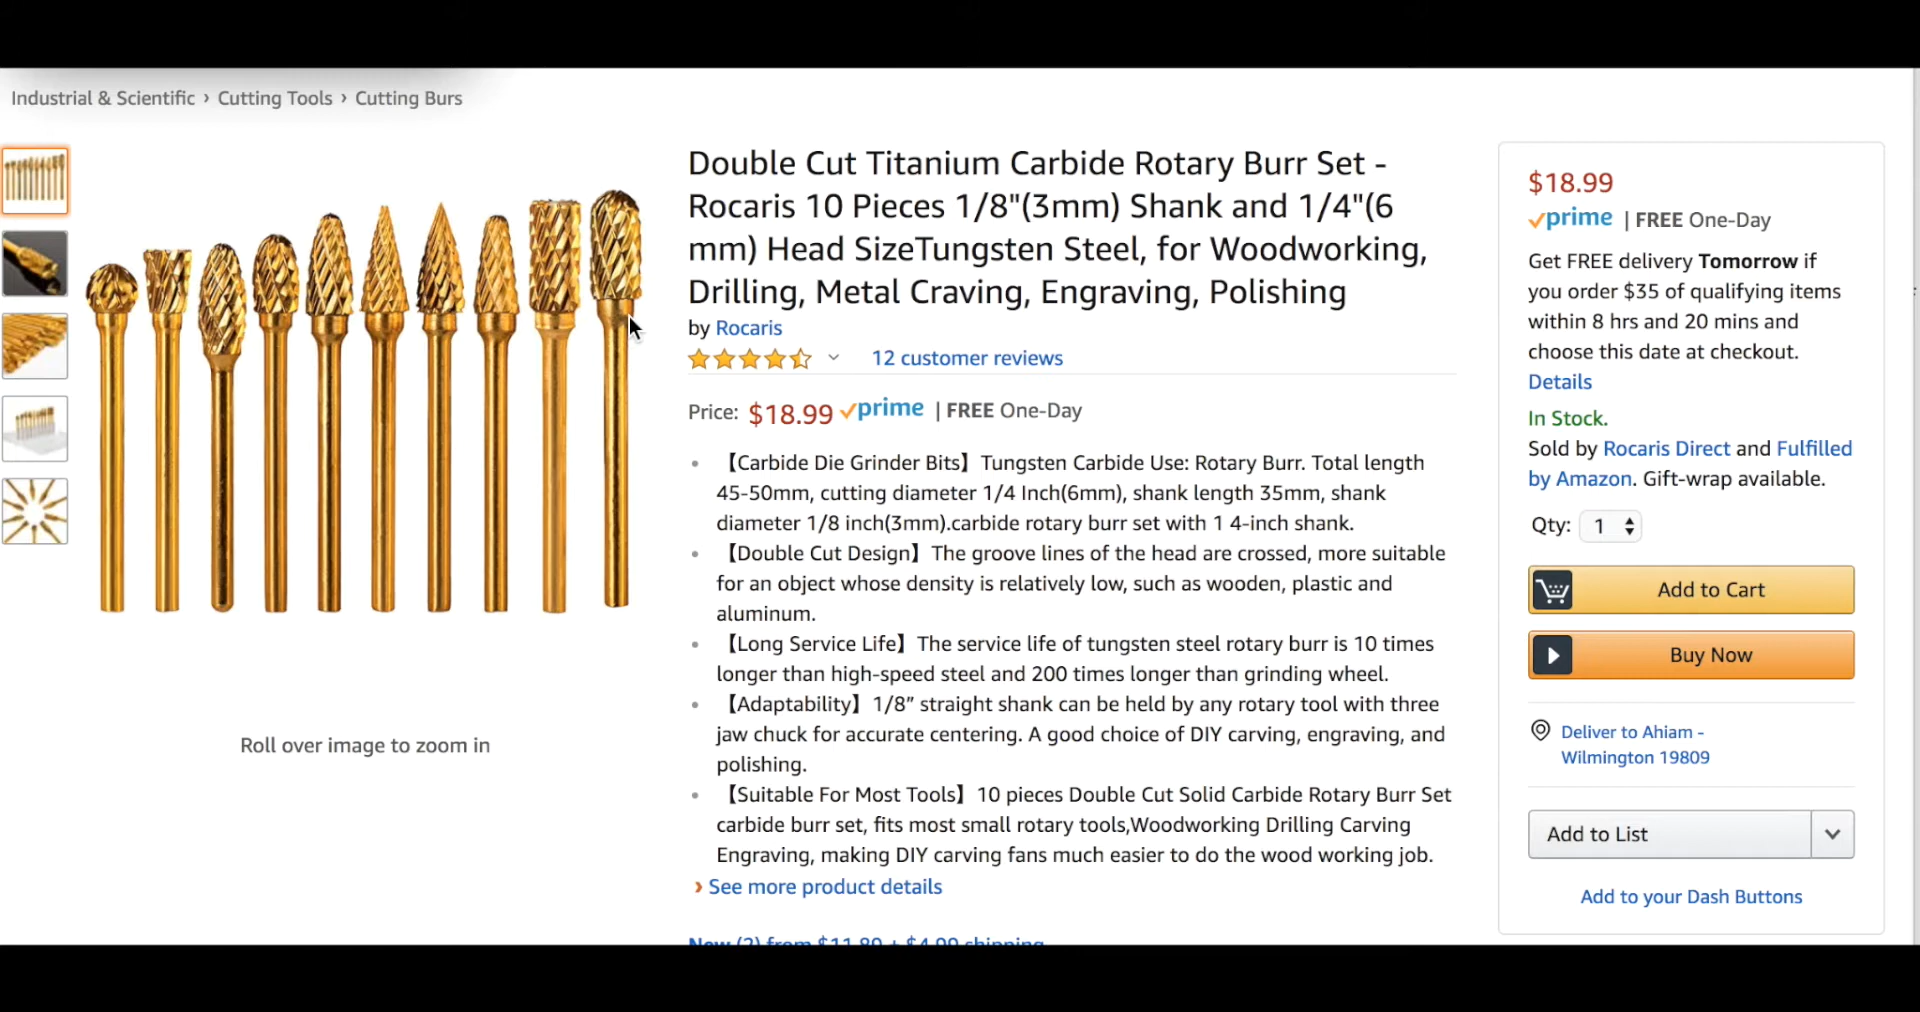 Industrial & Scientific › Cutting Tools › Cutting Burs
Double Cut Titanium Carbide Rotary Burr Set -
Rocaris 10 Pieces 1/8"(3mm) Shank and 1/4"(6
mm) Head SizeTungsten Steel, for Woodworking,
Drilling, Metal Craving, Engraving, Polishing
by Rocaris
12 customer reviews
Price: $18.99 prime | FREE One-Day
• 【Carbide Die Grinder Bits】Tungsten Carbide Use: Rotary Burr. Total length
45-50mm, cutting diameter 1/4 Inch(6mm), shank length 35mm, shank
diameter 1/8 inch(3mm).carbide rotary burr set with 1 4-inch shank.
• 【Double Cut Design】The groove lines of the head are crossed, more suitable
for an object whose density is relatively low, such as wooden, plastic and
aluminum.
• 【Long Service Life】The service life of tungsten steel rotary burr is 10 times
longer than high-speed steel and 200 times longer than grinding wheel.
• 【Adaptability】1/8” straight shank can be held by any rotary tool with three
jaw chuck for accurate centering. A good choice of DIY carving, engraving, and
polishing.
• 【Suitable For Most Tools】10 pieces Double Cut Solid Carbide Rotary Burr Set
carbide burr set, fits most small rotary tools,Woodworking Drilling Carving
Engraving, making DIY carving fans much easier to do the wood working job.
› See more product details
New (2) from $11.89 + $4.99 shipping
Roll over image to zoom in
$18.99
prime | FREE One-Day
Get FREE delivery Tomorrow if
you order $35 of qualifying items
within 8 hrs and 20 mins and
choose this date at checkout.
Details
In Stock.
Sold by Rocaris Direct and Fulfilled
by Amazon. Gift-wrap available.
Qty: 1
Add to Cart
Buy Now
Deliver to Ahiam -
Wilmington 19809
Add to List
Add to your Dash Buttons